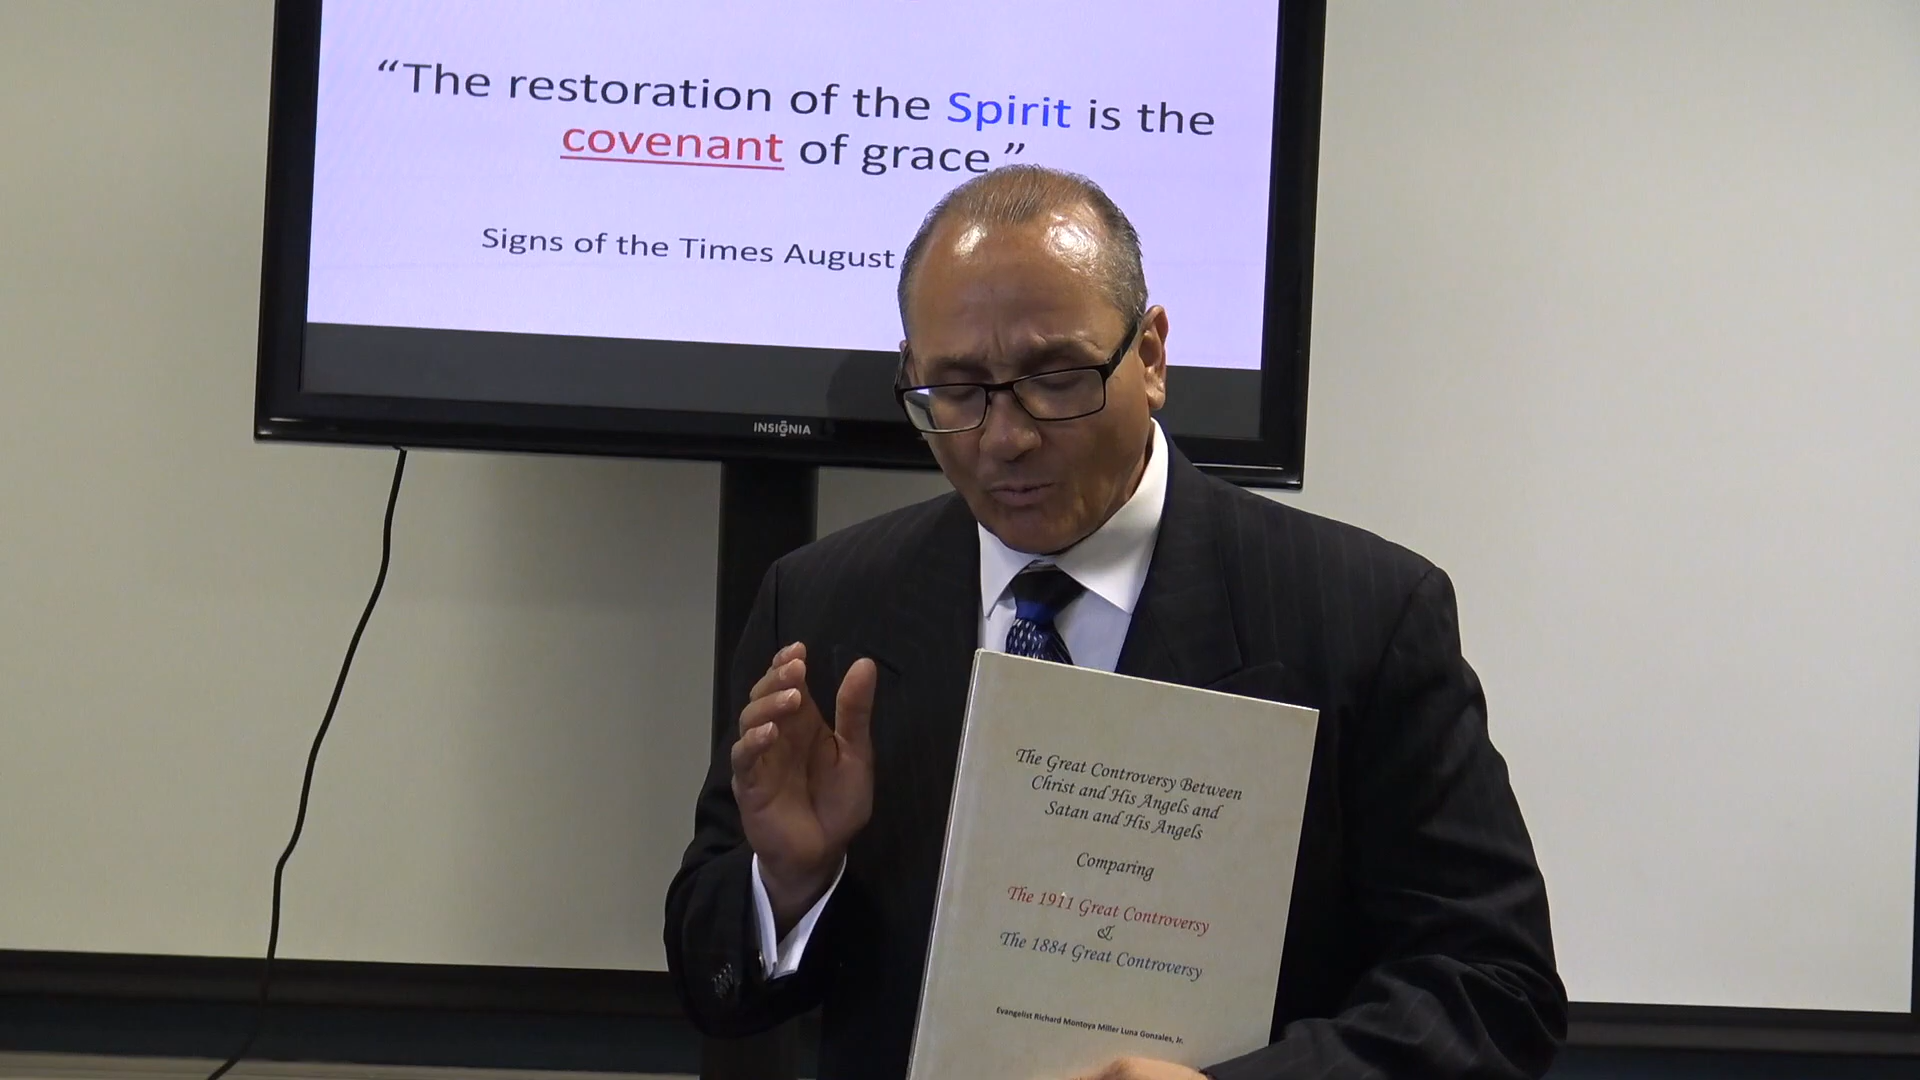 “The restoration of the Spirit is the
covenant of grace.”
Signs of the Times August
INSIGNIA
The Great Controversy Between
Christ and His Angels and
Satan and His Angels
Comparing
The 1911 Great Controversy
&
The 1884 Great Controversy
Evangelist Richard Montoya Miller Luna Gonzales, Jr.